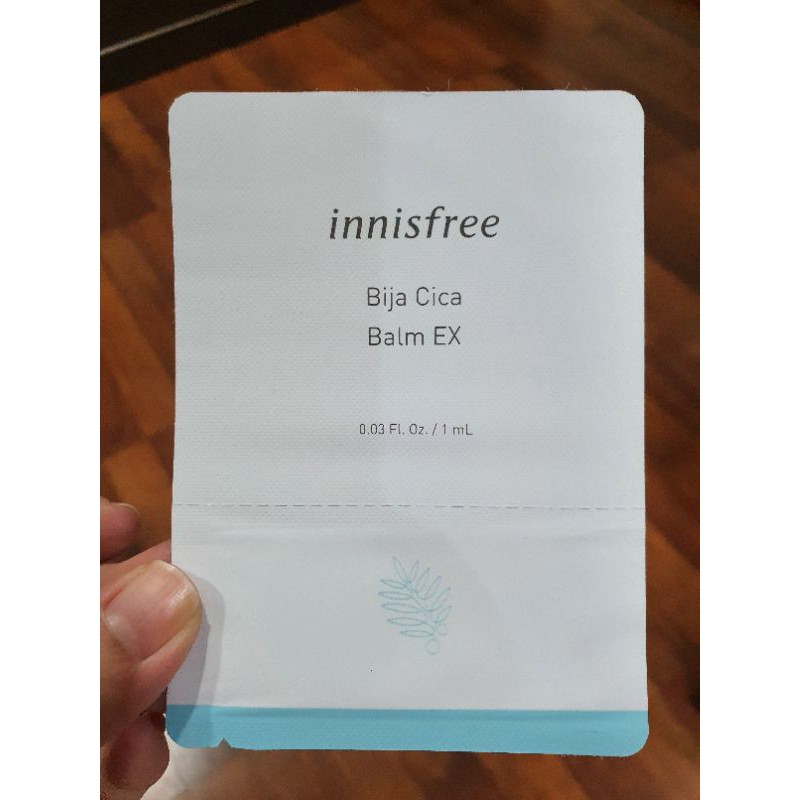 innisfree
Bija Cica
Balm EX
0.03 Fl. Oz. / 1 mL